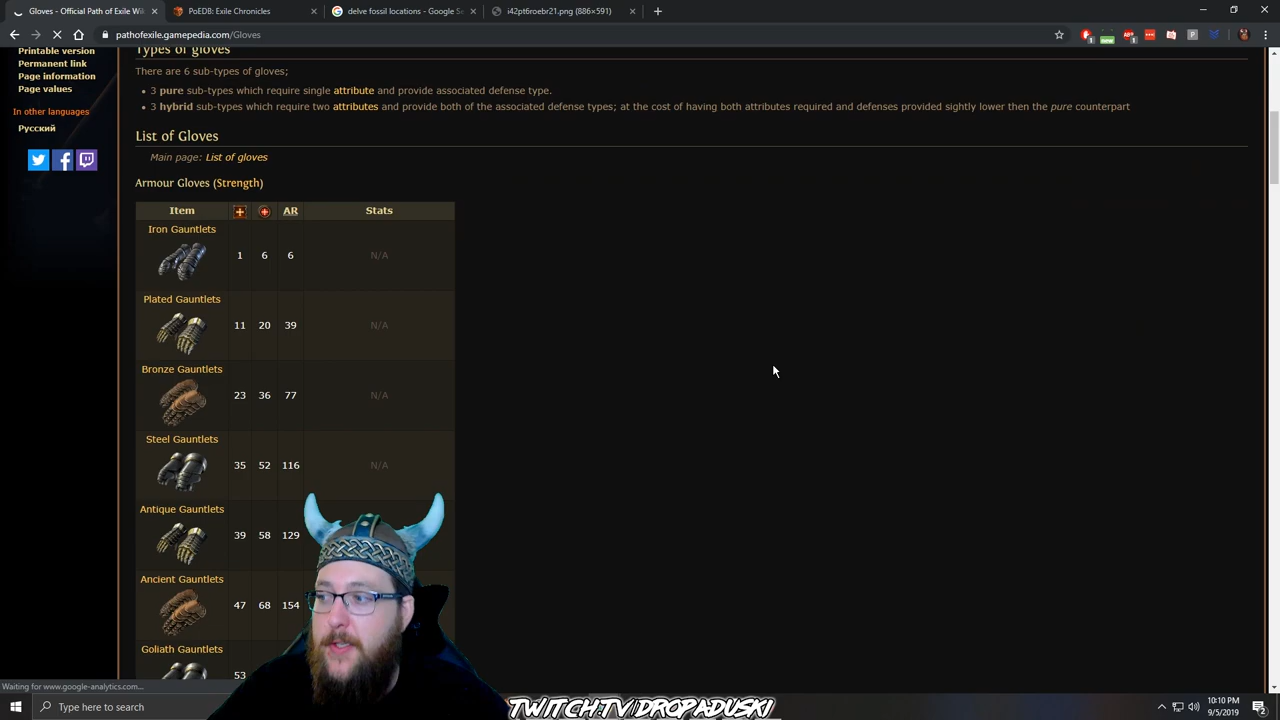 Gloves - Official Path of Exile Wik
PoEDB: Exile Chronicles
delve fossil locations - Google Se
i42pt6roebr21.png (886×591)
pathofexile.gamepedia.com/Gloves
Printable version
Permanent link
Page information
Page values
In other languages
Русский
Types of gloves
There are 6 sub-types of gloves;
3 pure sub-types which require single attribute and provide associated defense type.
3 hybrid sub-types which require two attributes and provide both of the associated defense types; at the cost of having both attributes required and defenses provided sightly lower then the pure counterpart
List of Gloves
Main page: List of gloves
Armour Gloves (Strength)
Item AR Stats
Iron Gauntlets
1 6 6 N/A
Plated Gauntlets
11 20 39 N/A
Bronze Gauntlets
23 36 77 N/A
Steel Gauntlets
35 52 116 N/A
Antique Gauntlets
39 58 129
Ancient Gauntlets
47 68 154
Goliath Gauntlets
53
Waiting for www.google-analytics.com...
TWITCH.TV/DROPADUSKI
Type here to search
10:10 PM
9/5/2019
2